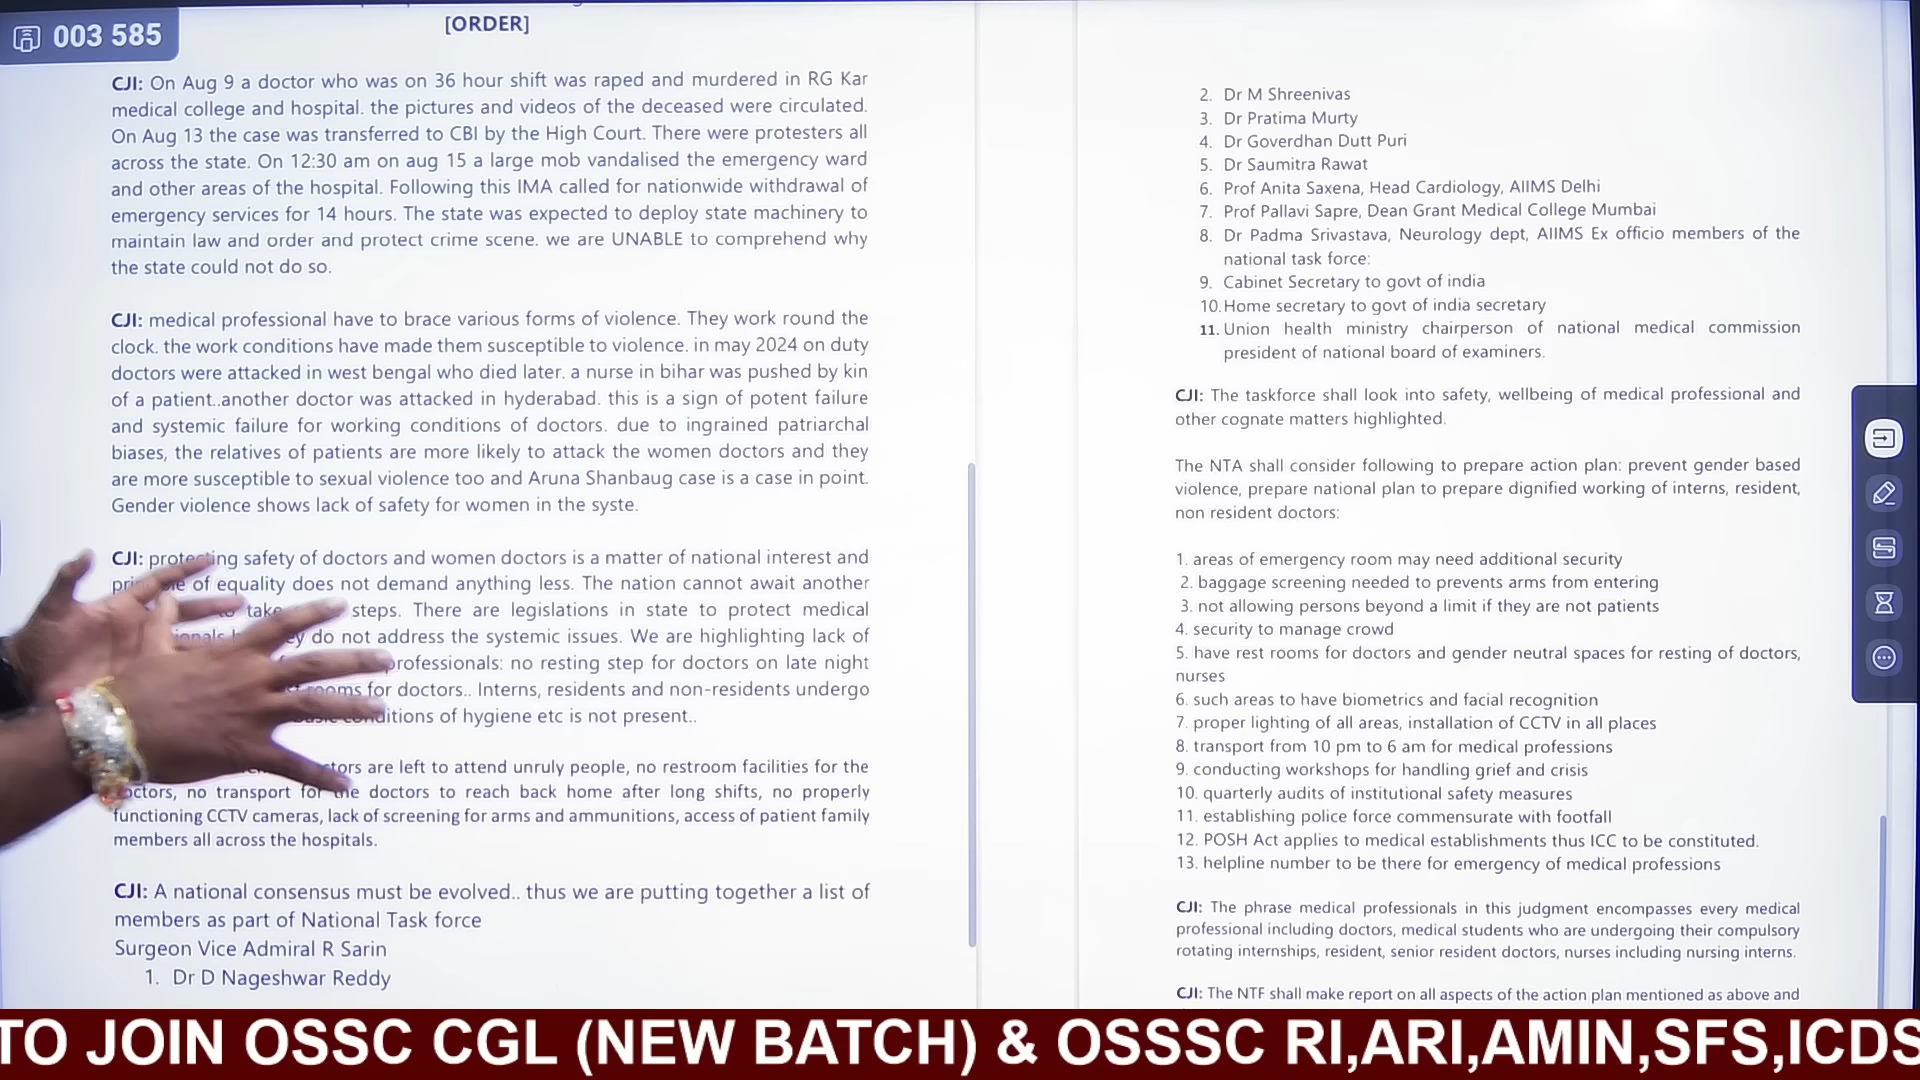 003 585
[ORDER]
CJI: On Aug 9 a doctor who was on 36 hour shift was raped and murdered in RG Kar
medical college and hospital. the pictures and videos of the deceased were circulated.
On Aug 13 the case was transferred to CBI by the High Court. There were protesters all
across the state. On 12:30 am on aug 15 a large mob vandalised the emergency ward
and other areas of the hospital. Following this IMA called for nationwide withdrawal of
emergency services for 14 hours. The state was expected to deploy state machinery to
maintain law and order and protect crime scene. we are UNABLE to comprehend why
the state could not do so.
CJI: medical professional have to brace various forms of violence. They work round the
clock. the work conditions have made them susceptible to violence. in may 2024 on duty
doctors were attacked in west bengal who died later. a nurse in bihar was pushed by kin
of a patient..another doctor was attacked in hyderabad. this is a sign of potent failure
and systemic failure for working conditions of doctors. due to ingrained patriarchal
biases, the relatives of patients are more likely to attack the women doctors and they
are more susceptible to sexual violence too and Aruna Shanbaug case is a case in point.
Gender violence shows lack of safety for women in the syste.
CJI: protecting safety of doctors and women doctors is a matter of national interest and
of equality does not demand anything less. The nation cannot await another
take steps. There are legislations in state to protect medical
do not address the systemic issues. We are highlighting lack of
professionals: no resting step for doctors on late night
rooms for doctors.. Interns, residents and non-residents undergo
conditions of hygiene etc is not present..
are left to attend unruly people, no restroom facilities for the
doctors, no transport for the doctors to reach back home after long shifts, no properly
functioning CCTV cameras, lack of screening for arms and ammunitions, access of patient family
members all across the hospitals.
CJI: A national consensus must be evolved.. thus we are putting together a list of
members as part of National Task force
Surgeon Vice Admiral R Sarin
1. Dr D Nageshwar Reddy
2. Dr M Shreenivas
3. Dr Pratima Murty
4. Dr Goverdhan Dutt Puri
5. Dr Saumitra Rawat
6. Prof Anita Saxena, Head Cardiology, AIIMS Delhi
7. Prof Pallavi Sapre, Dean Grant Medical College Mumbai
8. Dr Padma Srivastava, Neurology dept, AIIMS Ex officio members of the
national task force:
9. Cabinet Secretary to govt of india
10. Home secretary to govt of india secretary
11. Union health ministry chairperson of national medical commission
president of national board of examiners.
CJI: The taskforce shall look into safety, wellbeing of medical professional and
other cognate matters highlighted.
The NTA shall consider following to prepare action plan: prevent gender based
violence, prepare national plan to prepare dignified working of interns, resident,
non resident doctors:
1. areas of emergency room may need additional security
2. baggage screening needed to prevents arms from entering
3. not allowing persons beyond a limit if they are not patients
4. security to manage crowd
5. have rest rooms for doctors and gender neutral spaces for resting of doctors,
nurses
6. such areas to have biometrics and facial recognition
7. proper lighting of all areas, installation of CCTV in all places
8. transport from 10 pm to 6 am for medical professions
9. conducting workshops for handling grief and crisis
10. quarterly audits of institutional safety measures
11. establishing police force commensurate with footfall
12. POSH Act applies to medical establishments thus ICC to be constituted.
13. helpline number to be there for emergency of medical professions
CJI: The phrase medical professionals in this judgment encompasses every medical
professional including doctors, medical students who are undergoing their compulsory
rotating internships, resident, senior resident doctors, nurses including nursing interns.
CJI: The NTF shall make report on all aspects of the action plan mentioned as above and
TO JOIN OSSC CGL (NEW BATCH) & OSSSC RI,ARI,AMIN,SFS,ICDS